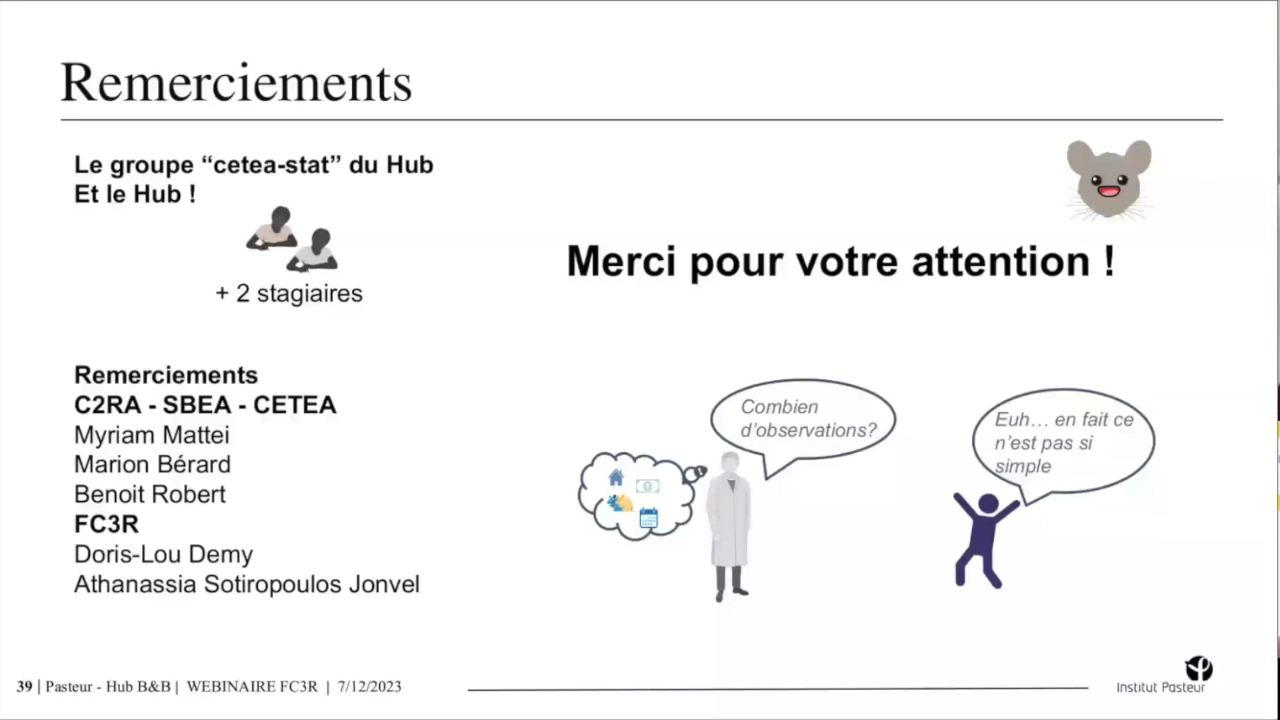 Remerciements
Le groupe “cetea-stat” du Hub
Et le Hub !
+ 2 stagiaires
Merci pour votre attention !
Remerciements
C2RA - SBEA - CETEA
Myriam Mattei
Marion Bérard
Benoit Robert
FC3R
Doris-Lou Demy
Athanassia Sotiropoulos Jonvel
Combien
d’observations?
Euh… en fait ce
n’est pas si
simple
39 | Pasteur - Hub B&B | WEBINAIRE FC3R | 7/12/2023
Institut Pasteur